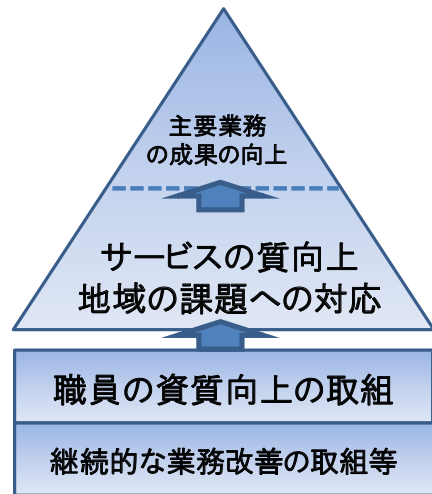 主要業務
の成果の向上
サービスの質向上
地域の課題への対応
職員の資質向上の取組
継続的な業務改善の取組等